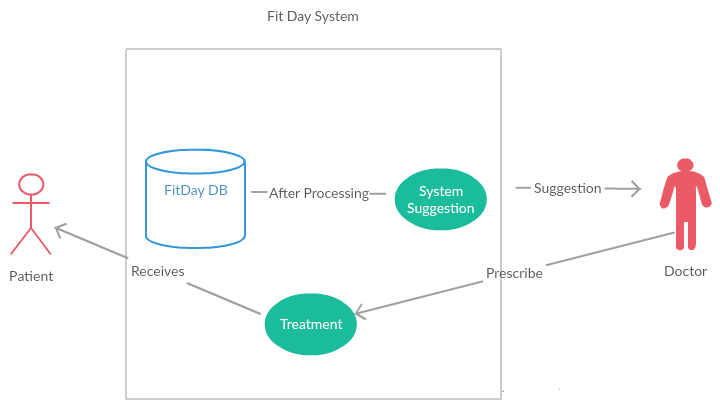 Fit Day System
FitDay DB
After Processing
System
Suggestion
Suggestion
Patient
Receives
Treatment
Prescribe
Doctor